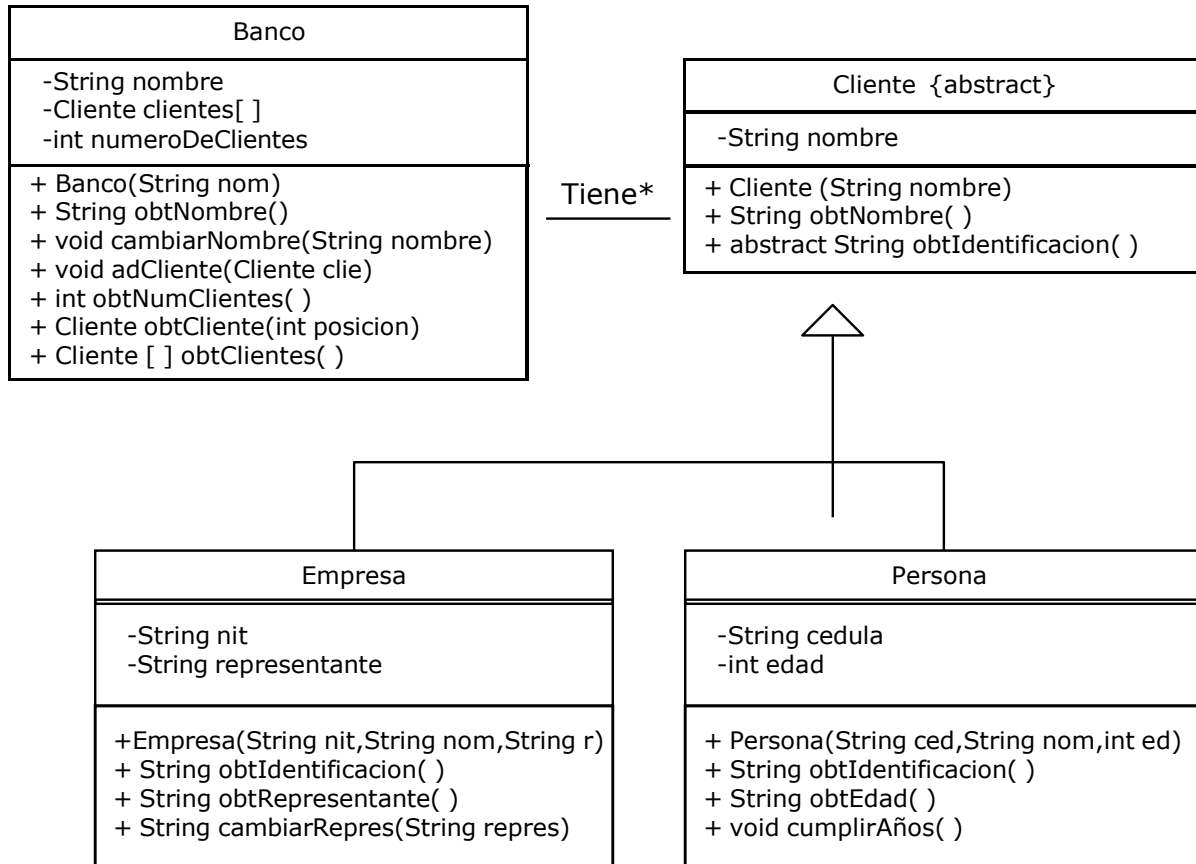 Banco
-String nombre
-Cliente clientes[ ]
-int numeroDeClientes
+ Banco(String nom)
+ String obtNombre()
+ void cambiarNombre(String nombre)
+ void adCliente(Cliente clie)
+ int obtNumClientes( )
+ Cliente obtCliente(int posicion)
+ Cliente [ ] obtClientes( )
Tiene*
Cliente {abstract}
-String nombre
+ Cliente (String nombre)
+ String obtNombre( )
+ abstract String obtIdentificacion( )
Empresa
-String nit
-String representante
+Empresa(String nit,String nom,String r)
+ String obtIdentificacion( )
+ String obtRepresentante( )
+ String cambiarRepres(String repres)
Persona
-String cedula
-int edad
+ Persona(String ced,String nom,int ed)
+ String obtIdentificacion( )
+ String obtEdad( )
+ void cumplirAños( )